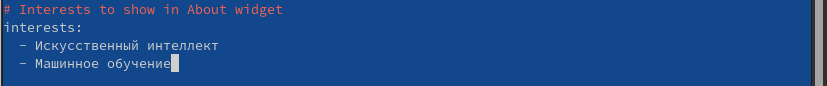 # Interests to show in About widget
interests:
  - Искусственный интеллект
  - Машинное обучение